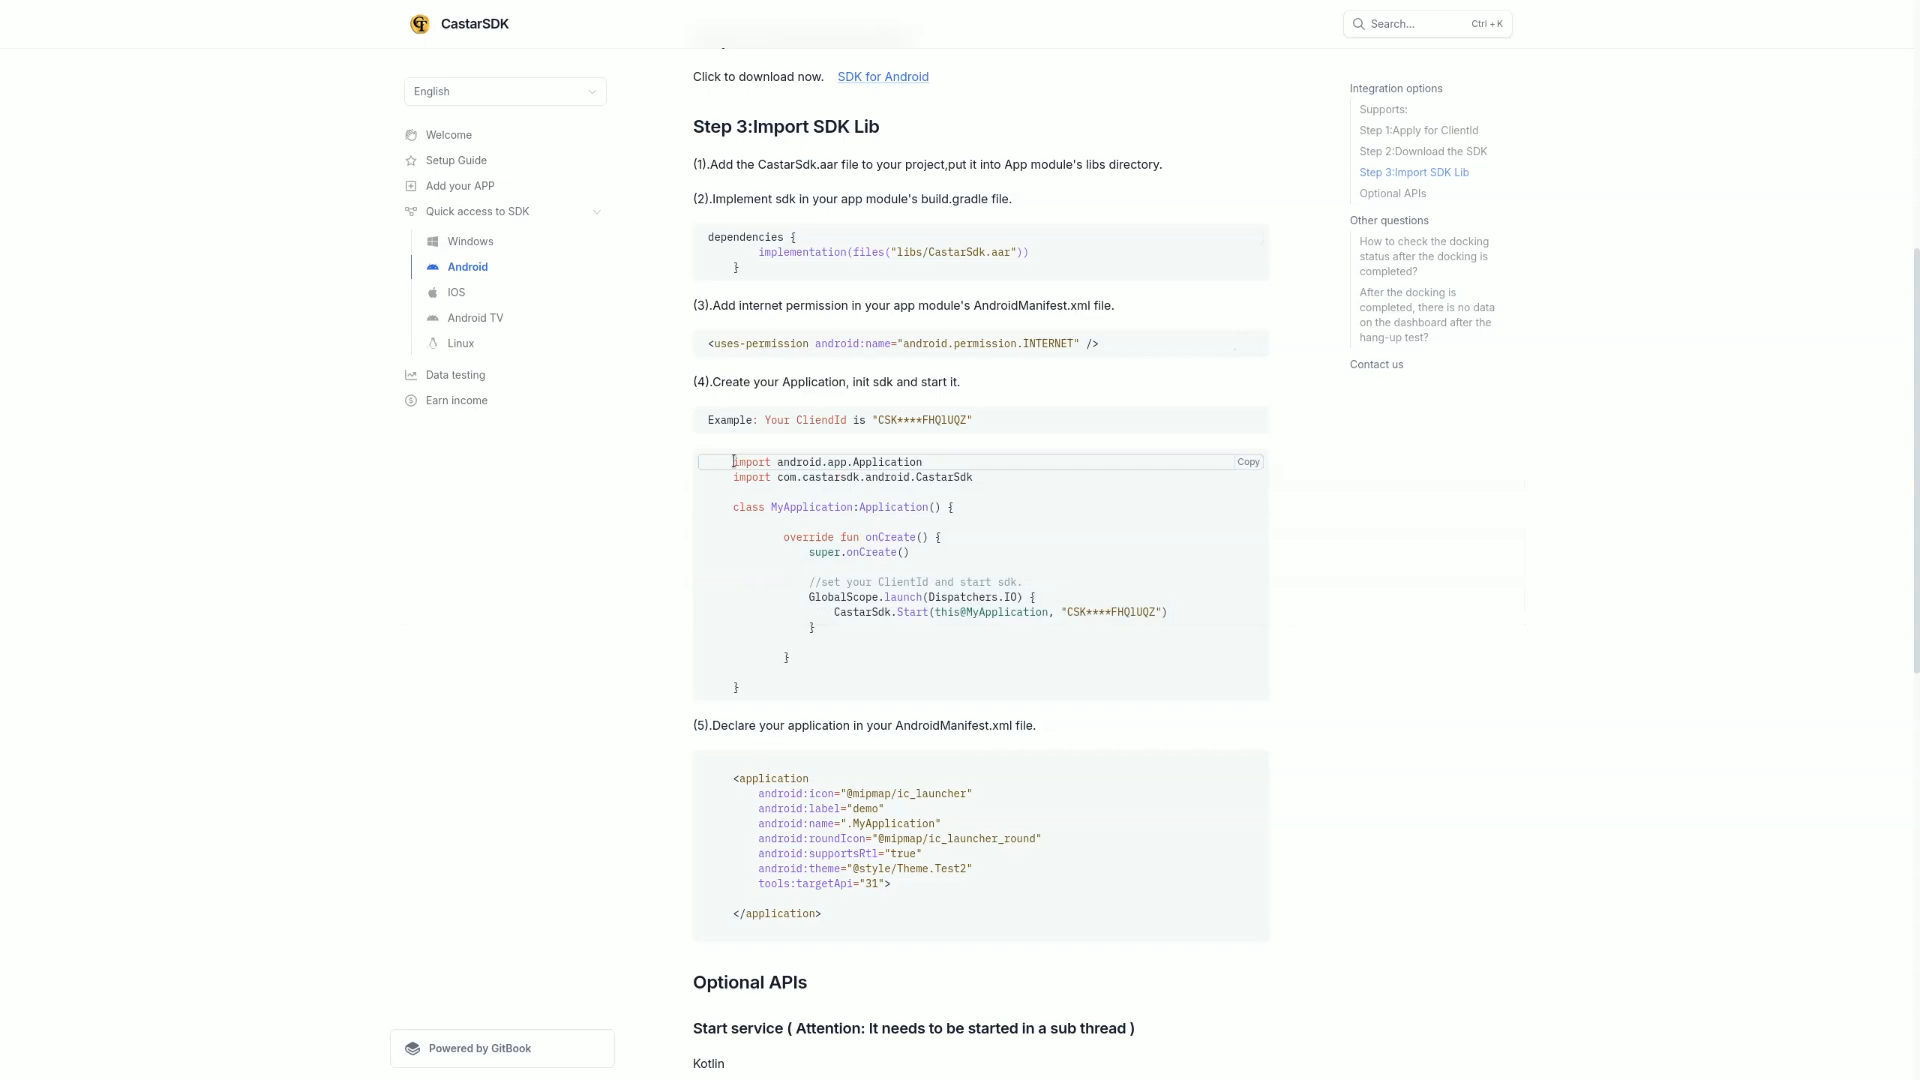 CastarSDK
Search...
Ctrl + K
English
Welcome
Setup Guide
Add your APP
Quick access to SDK
Windows
Android
IOS
Android TV
Linux
Data testing
Earn income
Powered by GitBook
Click to download now. SDK for Android
Step 3:Import SDK Lib
(1).Add the CastarSdk.aar file to your project,put it into App module's libs directory.
(2).Implement sdk in your app module's build.gradle file.
dependencies {
implementation(files("libs/CastarSdk.aar"))
}
(3).Add internet permission in your app module's AndroidManifest.xml file.
<uses-permission android:name="android.permission.INTERNET" />
(4).Create your Application, init sdk and start it.
Example: Your CliendId is "CSK****FHQlUQZ"
import android.app.Application
Copy
import com.castarsdk.android.CastarSdk
class MyApplication:Application() {
override fun onCreate() {
super.onCreate()
//set your ClientId and start sdk.
GlobalScope.launch(Dispatchers.IO) {
CastarSdk.Start(this@MyApplication, "CSK****FHQlUQZ")
}
}
}
(5).Declare your application in your AndroidManifest.xml file.
<application
android:icon="@mipmap/ic_launcher"
android:label="demo"
android:name=".MyApplication"
android:roundIcon="@mipmap/ic_launcher_round"
android:supportsRtl="true"
android:theme="@style/Theme.Test2"
tools:targetApi="31">
</application>
Optional APIs
Start service ( Attention: It needs to be started in a sub thread )
Kotlin
Integration options
Supports:
Step 1:Apply for ClientId
Step 2:Download the SDK
Step 3:Import SDK Lib
Optional APIs
Other questions
How to check the docking
status after the docking is
completed?
After the docking is
completed, there is no data
on the dashboard after the
hang-up test?
Contact us